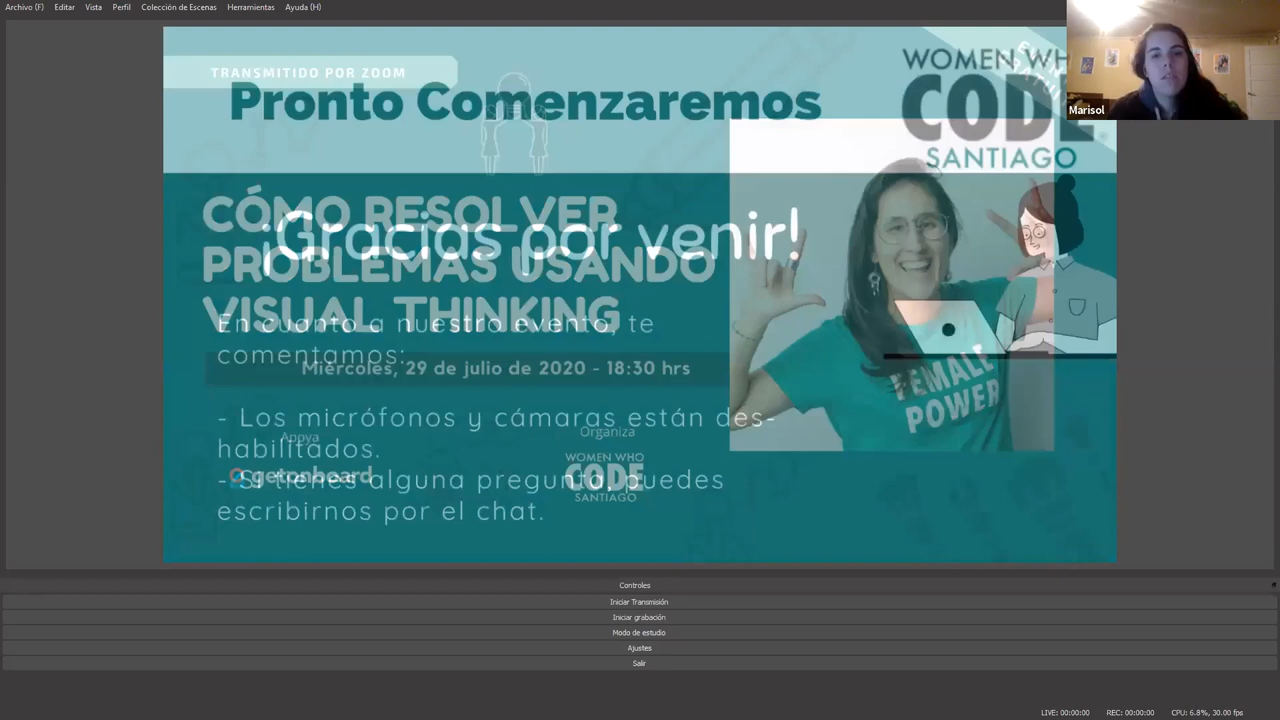 Archivo (F) Editar Vista Perfil Colección de Escenas Herramientas Ayuda (H)
TRANSMITIDO POR ZOOM
Pronto Comenzaremos
WOMEN WH
CODE
SANTIAGO
Marisol
CÓMO RESOLVER
PROBLEMAS USANDO
VISUAL THINKING
¡Gracias por venir!
En cuanto a nuestro evento, te
comentamos:
Miércoles, 29 de julio de 2020 - 18:30 hrs
FEMALE
POWER
- Los micrófonos y cámaras están des-
habilitados.
- Si tienes alguna pregunta, puedes
escribirnos por el chat.
Apoya
getonboard
Organiza
WOMEN WHO
CODE
SANTIAGO
Controles
Iniciar Transmisión
Iniciar grabación
Modo de estudio
Ajustes
Salir
LIVE: 00:00:00 REC: 00:00:00 CPU: 6.8%, 30.00 fps